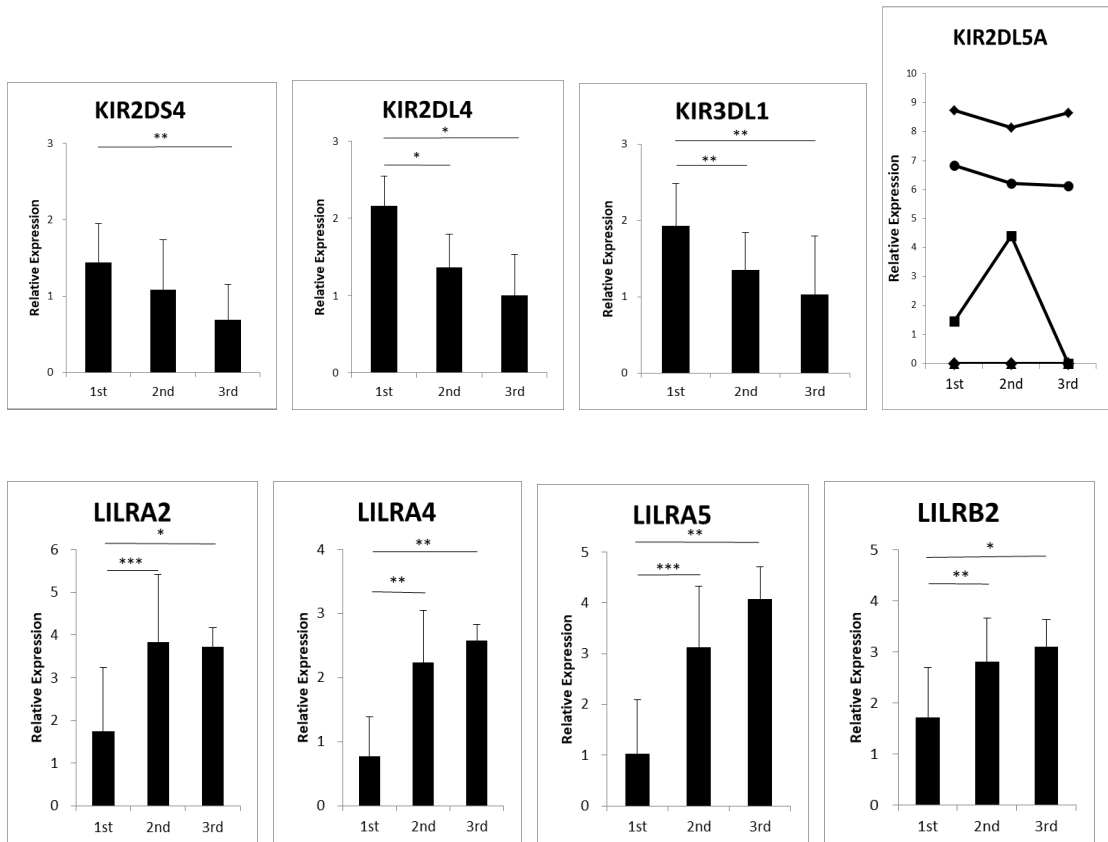 KIR2DS4
**
3
2
1
0
Relative Expression
1st 2nd 3rd
KIR2DL4
*
*
3
2
1
0
Relative Expression
1st 2nd 3rd
KIR3DL1
**
**
3
2
1
0
Relative Expression
1st 2nd 3rd
KIR2DL5A
10
9
8
7
6
5
4
3
2
1
0
Relative Expression
1st 2nd 3rd
LILRA2
*
***
6
5
4
3
2
1
0
Relative Expression
1st 2nd 3rd
LILRA4
**
**
4
3
2
1
0
Relative Expression
1st 2nd 3rd
LILRA5
**
***
5
4
3
2
1
0
Relative Expression
1st 2nd 3rd
LILRB2
*
**
5
4
3
2
1
0
Relative Expression
1st 2nd 3rd